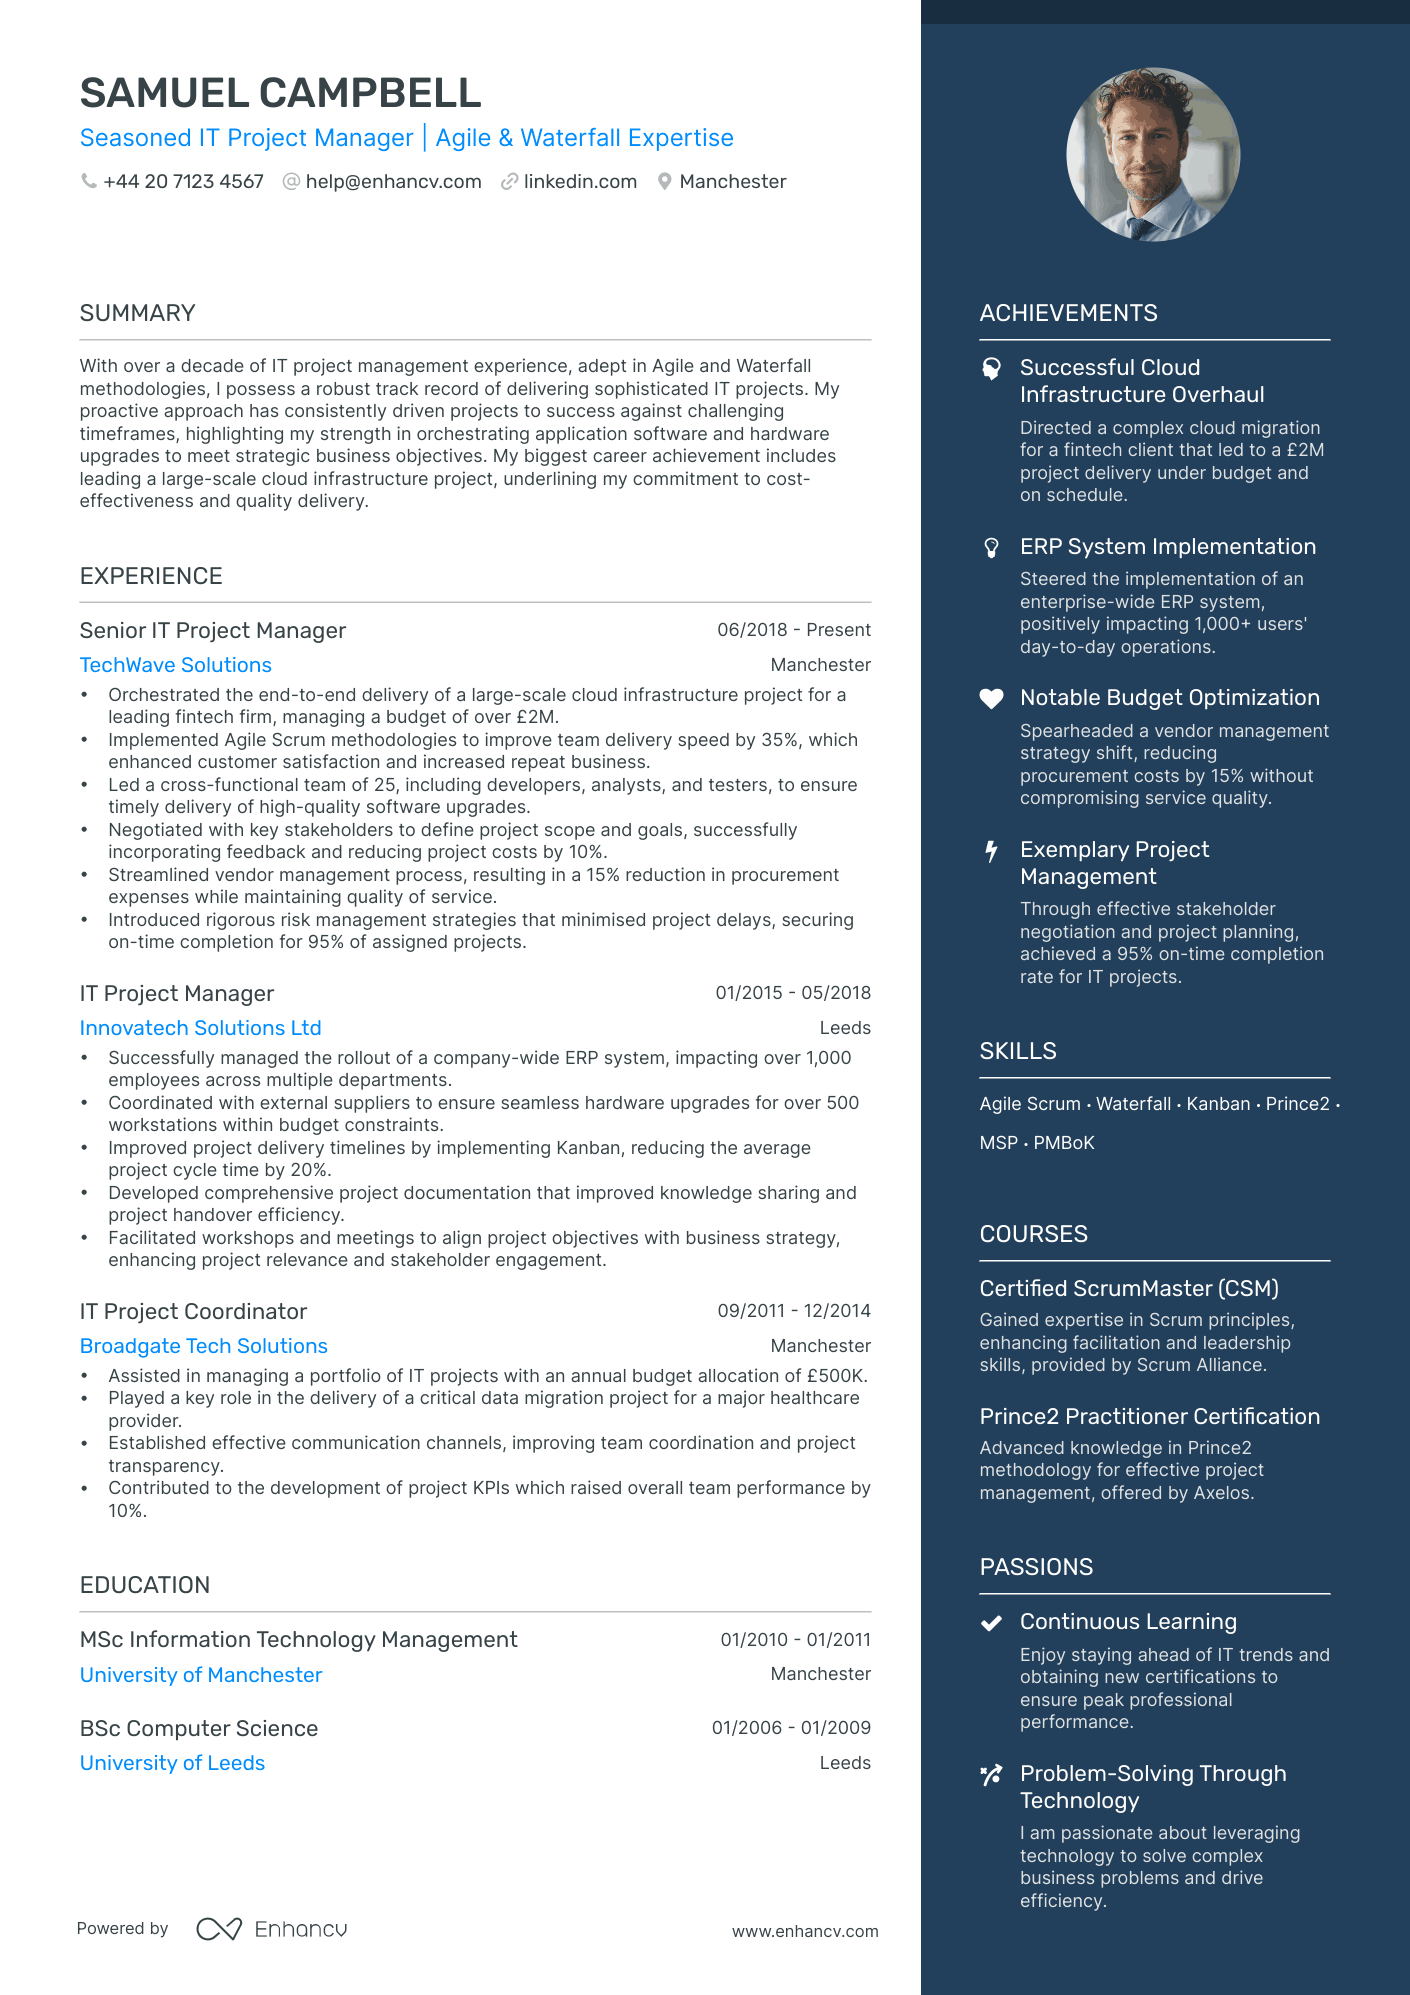 SAMUEL CAMPBELL
Seasoned IT Project Manager | Agile & Waterfall Expertise
+44 20 7123 4567 help@enhancv.com linkedin.com Manchester
SUMMARY
With over a decade of IT project management experience, adept in Agile and Waterfall
methodologies, I possess a robust track record of delivering sophisticated IT projects. My
proactive approach has consistently driven projects to success against challenging
timeframes, highlighting my strength in orchestrating application software and hardware
upgrades to meet strategic business objectives. My biggest career achievement includes
leading a large-scale cloud infrastructure project, underlining my commitment to cost-
effectiveness and quality delivery.
EXPERIENCE
Senior IT Project Manager 06/2018 - Present
TechWave Solutions Manchester
• Orchestrated the end-to-end delivery of a large-scale cloud infrastructure project for a
leading fintech firm, managing a budget of over £2M.
• Implemented Agile Scrum methodologies to improve team delivery speed by 35%, which
enhanced customer satisfaction and increased repeat business.
• Led a cross-functional team of 25, including developers, analysts, and testers, to ensure
timely delivery of high-quality software upgrades.
• Negotiated with key stakeholders to define project scope and goals, successfully
incorporating feedback and reducing project costs by 10%.
• Streamlined vendor management process, resulting in a 15% reduction in procurement
expenses while maintaining quality of service.
• Introduced rigorous risk management strategies that minimised project delays, securing
on-time completion for 95% of assigned projects.
IT Project Manager 01/2015 - 05/2018
Innovatech Solutions Ltd Leeds
• Successfully managed the rollout of a company-wide ERP system, impacting over 1,000
employees across multiple departments.
• Coordinated with external suppliers to ensure seamless hardware upgrades for over 500
workstations within budget constraints.
• Improved project delivery timelines by implementing Kanban, reducing the average
project cycle time by 20%.
• Developed comprehensive project documentation that improved knowledge sharing and
project handover efficiency.
• Facilitated workshops and meetings to align project objectives with business strategy,
enhancing project relevance and stakeholder engagement.
IT Project Coordinator 09/2011 - 12/2014
Broadgate Tech Solutions Manchester
• Assisted in managing a portfolio of IT projects with an annual budget allocation of £500K.
• Played a key role in the delivery of a critical data migration project for a major healthcare
provider.
• Established effective communication channels, improving team coordination and project
transparency.
• Contributed to the development of project KPIs which raised overall team performance by
10%.
EDUCATION
MSc Information Technology Management 01/2010 - 01/2011
University of Manchester Manchester
BSc Computer Science 01/2006 - 01/2009
University of Leeds Leeds
Powered by Enhancv www.enhancv.com
ACHIEVEMENTS
Successful Cloud
Infrastructure Overhaul
Directed a complex cloud migration
for a fintech client that led to a £2M
project delivery under budget and
on schedule.
ERP System Implementation
Steered the implementation of an
enterprise-wide ERP system,
positively impacting 1,000+ users'
day-to-day operations.
Notable Budget Optimization
Spearheaded a vendor management
strategy shift, reducing
procurement costs by 15% without
compromising service quality.
Exemplary Project
Management
Through effective stakeholder
negotiation and project planning,
achieved a 95% on-time completion
rate for IT projects.
SKILLS
Agile Scrum · Waterfall · Kanban · Prince2 ·
MSP · PMBoK
COURSES
Certified ScrumMaster (CSM)
Gained expertise in Scrum principles,
enhancing facilitation and leadership
skills, provided by Scrum Alliance.
Prince2 Practitioner Certification
Advanced knowledge in Prince2
methodology for effective project
management, offered by Axelos.
PASSIONS
Continuous Learning
Enjoy staying ahead of IT trends and
obtaining new certifications to
ensure peak professional
performance.
Problem-Solving Through
Technology
I am passionate about leveraging
technology to solve complex
business problems and drive
efficiency.